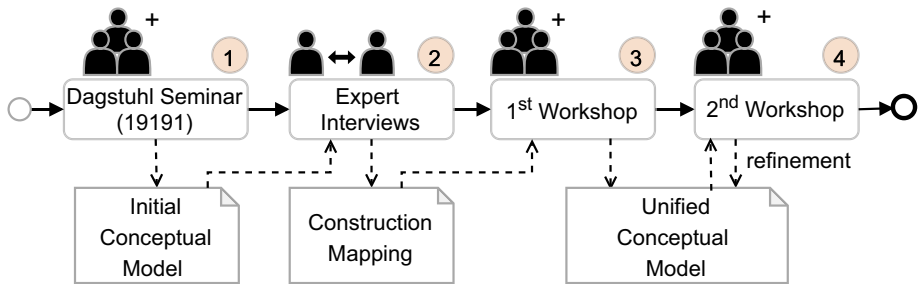 +
1
2
+
3
+
4
Dagstuhl Seminar
(19191)
Expert
Interviews
1st Workshop
2nd Workshop
refinement
Initial
Conceptual
Model
Construction
Mapping
Unified
Conceptual
Model